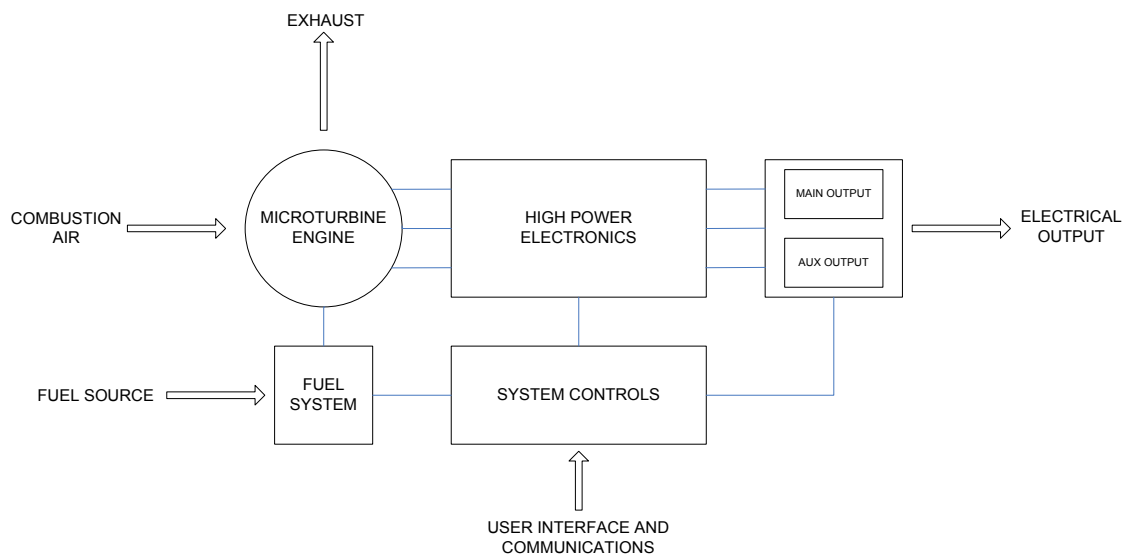 EXHAUST
COMBUSTION
AIR
MICROTURBINE
ENGINE
HIGH POWER
ELECTRONICS
MAIN OUTPUT
AUX OUTPUT
ELECTRICAL
OUTPUT
FUEL SOURCE
FUEL
SYSTEM
SYSTEM CONTROLS
USER INTERFACE AND
COMMUNICATIONS